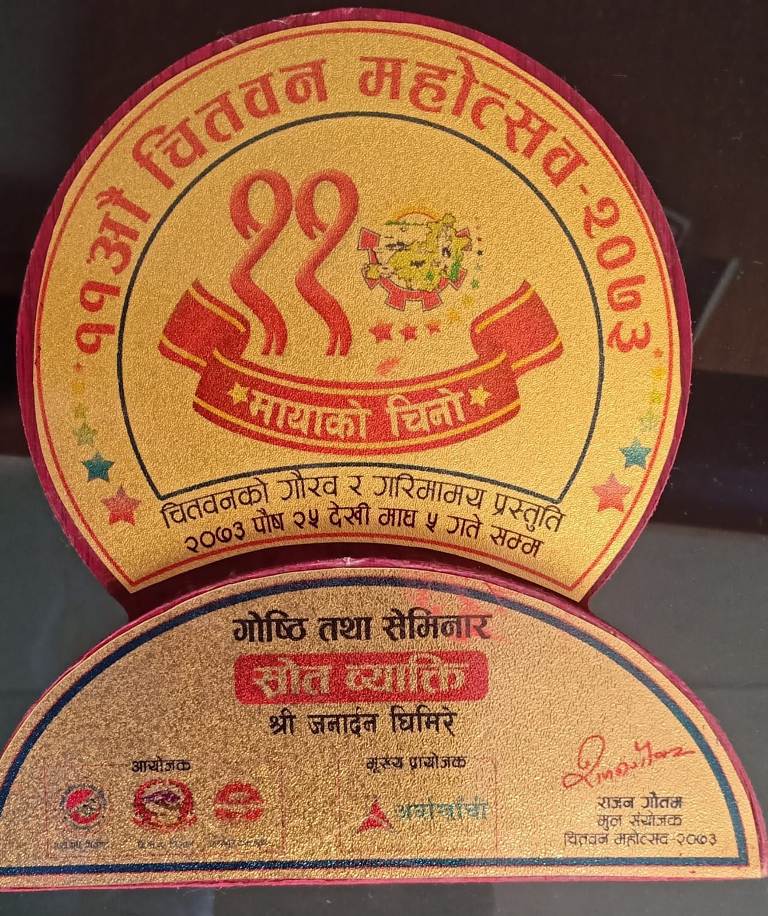 ११औं चितवन महोत्सव-२०७३
११
मायाको चिनो
चितवनको गौरव र गरिमामय प्रस्तुति
२०७३ पौष २५ देखी माघ ५ गते सम्म
गोष्ठि तथा सेमिनार
स्रोत व्याक्ति
श्री जनार्दन घिमिरे
आयोजक
मूख्य प्रायोजक
राजन गौतम
मुल संयोजक
चितवन महोत्सव-२०७३